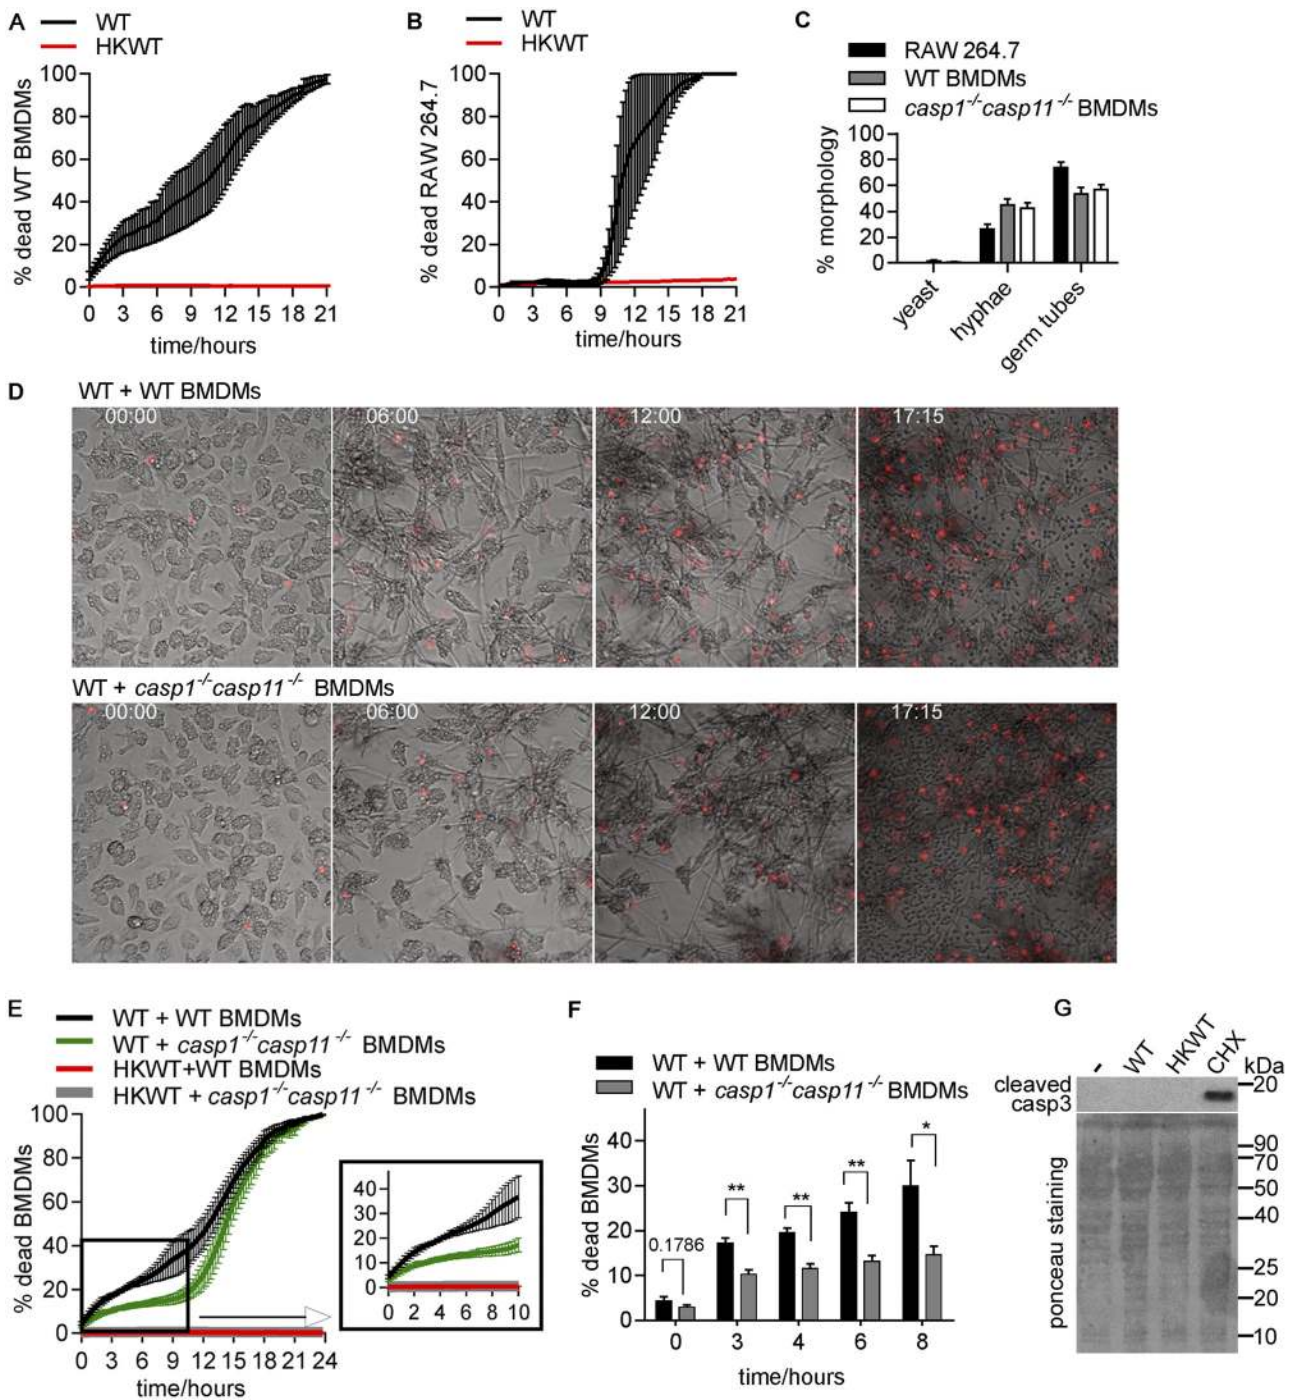 A
WT
HKWT
% dead WT BMDMs
100
80
60
40
20
0
0 3 6 9 12 15 18 21
time/hours
B
WT
HKWT
% dead RAW 264.7
100
80
60
40
20
0
0 3 6 9 12 15 18 21
time/hours
C
RAW 264.7
WT BMDMs
casp1-/-casp11-/- BMDMs
% morphology
100
80
60
40
20
0
yeast
hyphae
germ tubes
D
WT + WT BMDMs
00:00 06:00 12:00 17:15
WT + casp1-/-casp11-/- BMDMs
00:00 06:00 12:00 17:15
E
WT + WT BMDMs
WT + casp1-/-casp11-/- BMDMs
HKWT+WT BMDMs
HKWT + casp1-/-casp11-/- BMDMs
% dead BMDMs
100
80
60
40
20
0
0 3 6 9 12 15 18 21 24
time/hours
40
30
20
10
0
0 2 4 6 8 10
F
WT + WT BMDMs
WT + casp1-/-casp11-/- BMDMs
% dead BMDMs
40
30
20
10
0
0.1786 ** ** ** *
0 3 4 6 8
time/hours
G
- WT HKWT CHX kDa
cleaved
casp3
20
ponceau staining
90
70
50
40
25
20
10